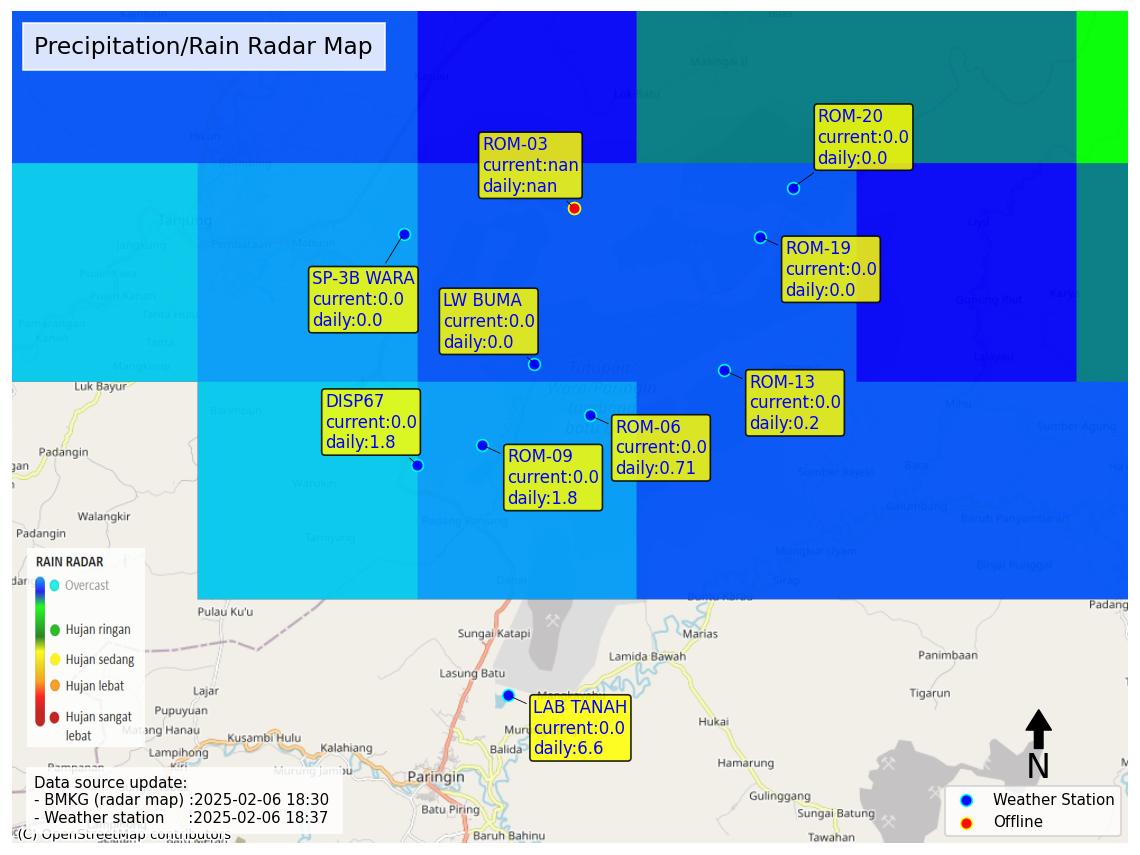 Precipitation/Rain Radar Map
ROM-20
current:0.0
daily:0.0
ROM-03
current:nan
daily:nan
ROM-19
current:0.0
daily:0.0
SP-3B WARA
current:0.0
daily:0.0
LW BUMA
current:0.0
daily:0.0
ROM-13
current:0.0
daily:0.2
DISP67
current:0.0
daily:1.8
ROM-06
current:0.0
daily:0.71
ROM-09
current:0.0
daily:1.8
Tanjung
Luk Bayur
Padangin
Walangkir
Padangin
RAIN RADAR
Overcast
Hujan ringan
Hujan sedang
Hujan lebat
Hujan sangat
lebat
Pulau Ku'u
Sungai Katapi
Marias
Lamida Bawah
Panimbaan
Lasung Batu
Tigarun
Lajar
Pupuyuan
Matang Hanau
Lampihong
Kusambi Hulu
Kalahiang
Murung Jambu
LAB TANAH
current:0.0
daily:6.6
Balida
Hukai
Hamarung
Paringin
Gulinggang
Batu Piring
Sungai Batung
Baruh Bahinu
Tawahan
N
Data source update:
- BMKG (radar map) :2025-02-06 18:30
- Weather station :2025-02-06 18:37
(C) OpenStreetMap contributors
Weather Station
Offline